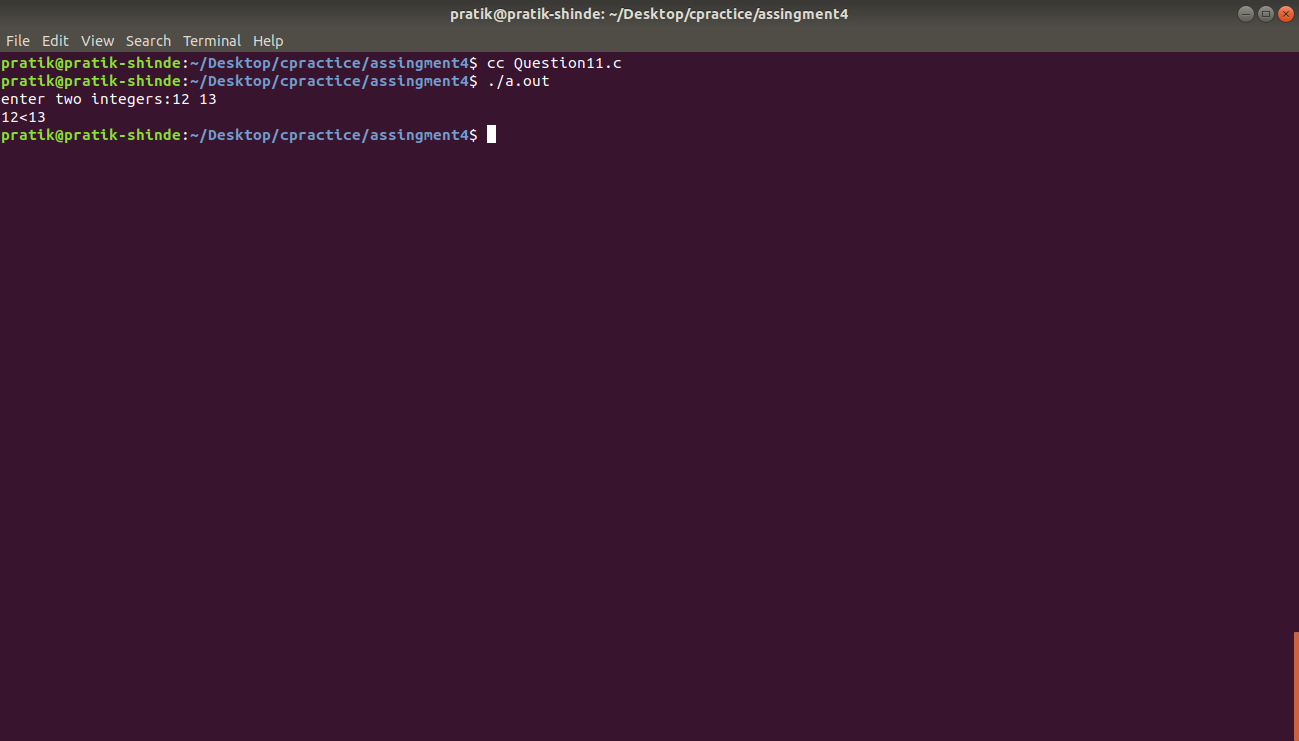 pratik@pratik-shinde: ~/Desktop/cpractice/assingment4
File Edit View Search Terminal Help
pratik@pratik-shinde:~/Desktop/cpractice/assingment4$ cc Question11.c
pratik@pratik-shinde:~/Desktop/cpractice/assingment4$ ./a.out
enter two integers:12 13
12<13
pratik@pratik-shinde:~/Desktop/cpractice/assingment4$